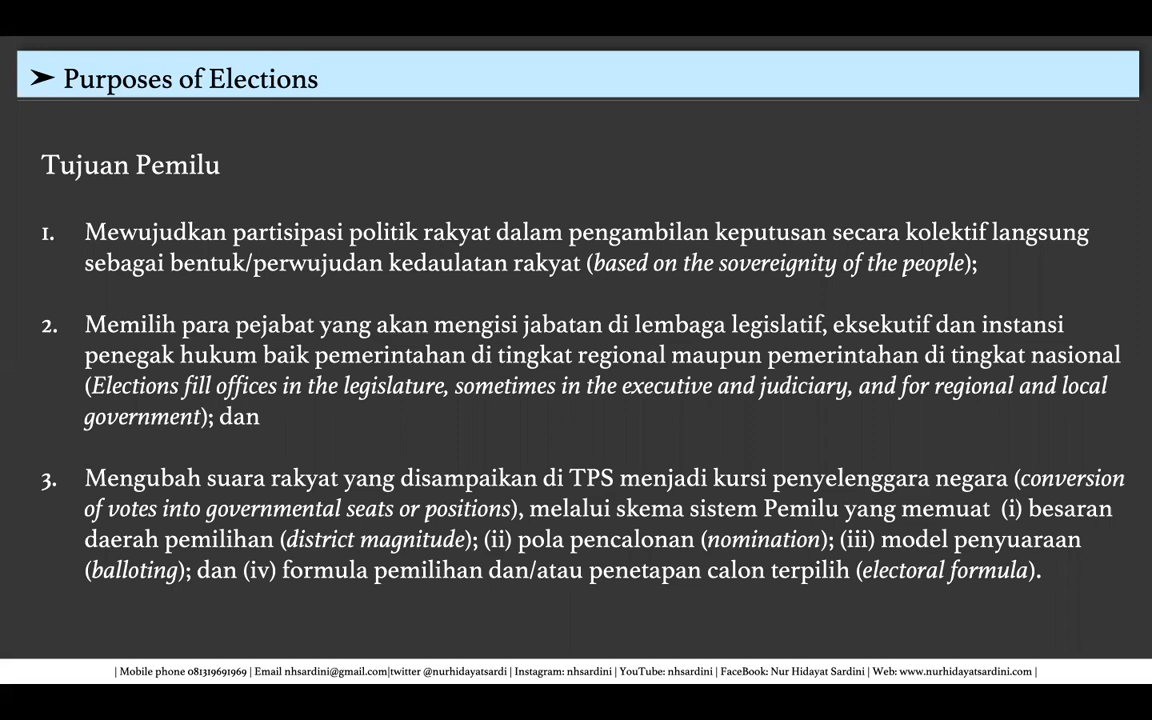 ➤ Purposes of Elections
Tujuan Pemilu
1. Mewujudkan partisipasi politik rakyat dalam pengambilan keputusan secara kolektif langsung
sebagai bentuk/perwujudan kedaulatan rakyat (based on the sovereignity of the people);
2. Memilih para pejabat yang akan mengisi jabatan di lembaga legislatif, eksekutif dan instansi
penegak hukum baik pemerintahan di tingkat regional maupun pemerintahan di tingkat nasional
(Elections fill offices in the legislature, sometimes in the executive and judiciary, and for regional and local
government); dan
3. Mengubah suara rakyat yang disampaikan di TPS menjadi kursi penyelenggara negara (conversion
of votes into governmental seats or positions), melalui skema sistem Pemilu yang memuat (i) besaran
daerah pemilihan (district magnitude); (ii) pola pencalonan (nomination); (iii) model penyuaraan
(balloting); dan (iv) formula pemilihan dan/atau penetapan calon terpilih (electoral formula).
| Mobile phone 081319691969 | Email nhsardini@gmail.com|twitter @nurhidayatsardi | Instagram: nhsardini | YouTube: nhsardini | FaceBook: Nur Hidayat Sardini | Web: www.nurhidayatsardini.com |